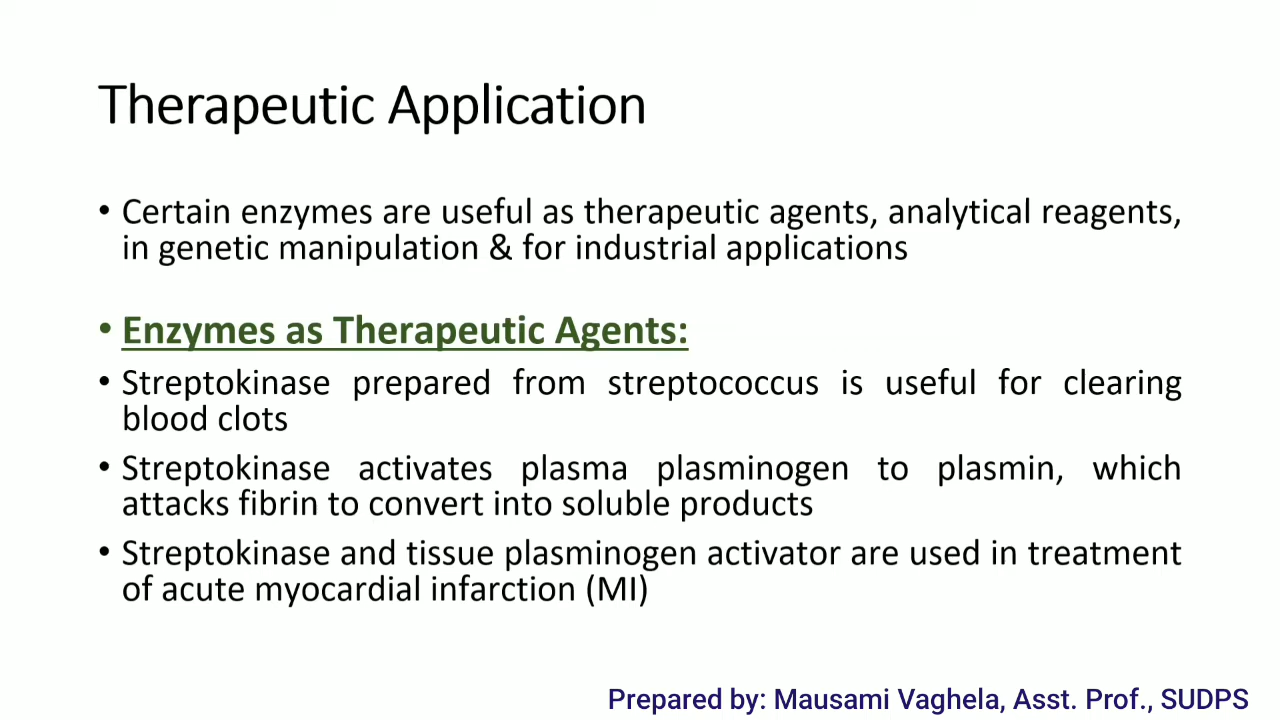 Therapeutic Application
• Certain enzymes are useful as therapeutic agents, analytical reagents,
in genetic manipulation & for industrial applications
• Enzymes as Therapeutic Agents:
• Streptokinase prepared from streptococcus is useful for clearing
blood clots
• Streptokinase activates plasma plasminogen to plasmin, which
attacks fibrin to convert into soluble products
• Streptokinase and tissue plasminogen activator are used in treatment
of acute myocardial infarction (MI)
Prepared by: Mausami Vaghela, Asst. Prof., SUDPS